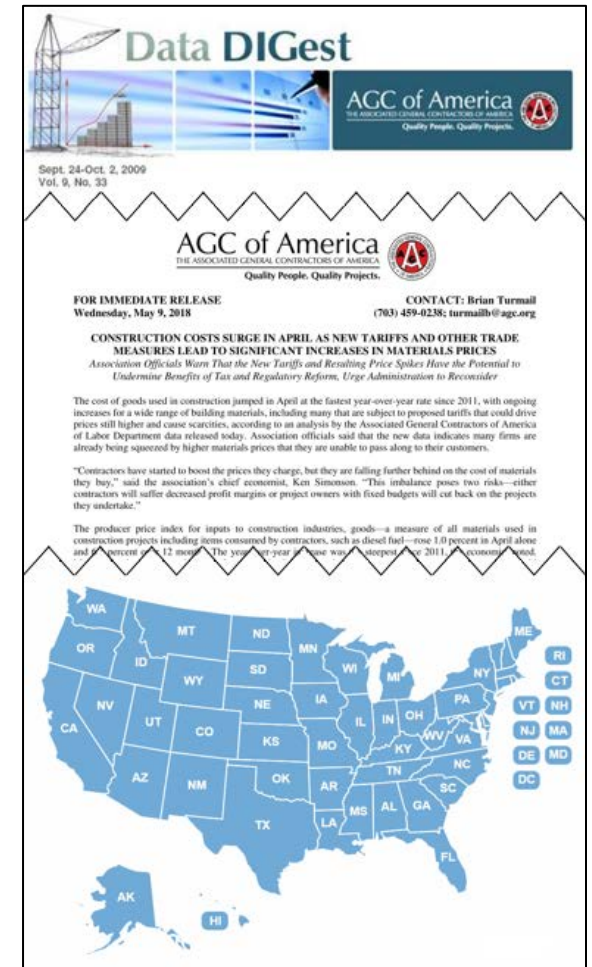 Data DIGest
AGC of America
THE ASSOCIATED GENERAL CONTRACTORS OF AMERICA
Quality People. Quality Projects.
Sept. 24-Oct. 2, 2009
Vol. 9, No. 33
AGC of America
THE ASSOCIATED GENERAL CONTRACTORS OF AMERICA
Quality People. Quality Projects.
FOR IMMEDIATE RELEASE CONTACT: Brian Turmail
Wednesday, May 9, 2018 (703) 459-0238; turmailb@agc.org
CONSTRUCTION COSTS SURGE IN APRIL AS NEW TARIFFS AND OTHER TRADE
MEASURES LEAD TO SIGNIFICANT INCREASES IN MATERIALS PRICES
Association Officials Warn That the New Tariffs and Resulting Price Spikes Have the Potential to
Undermine Benefits of Tax and Regulatory Reform, Urge Administration to Reconsider
The cost of goods used in construction jumped in April at the fastest year-over-year rate since 2011, with ongoing
increases for a wide range of building materials, including many that are subject to proposed tariffs that could drive
prices still higher and cause scarcities, according to an analysis by the Associated General Contractors of America
of Labor Department data released today. Association officials said that the new data indicates many firms are
already being squeezed by higher materials prices that they are unable to pass along to their customers.
“Contractors have started to boost the prices they charge, but they are falling further behind on the cost of materials
they buy,” said the association’s chief economist, Ken Simonson. “This imbalance poses two risks—either
contractors will suffer decreased profit margins or project owners with fixed budgets will cut back on the projects
they undertake.”
The producer price index for inputs to construction industries, goods—a measure of all materials used in
construction projects including items consumed by contractors, such as diesel fuel—rose 1.0 percent in April alone
and percent 12 The was steepest 2011, noted.
WA
MT
ND
MN
ME
OR
ID
SD
WI
MI
NY
RI
WY
CT
NV
NE
IA
PA
VT NH
CA
UT
CO
KS
MO
IL
IN
OH
WV
VA
KY
NJ MA
AZ
NM
OK
AR
TN
NC
DE MD
SC
DC
TX
LA
MS
AL
GA
FL
AK
HI